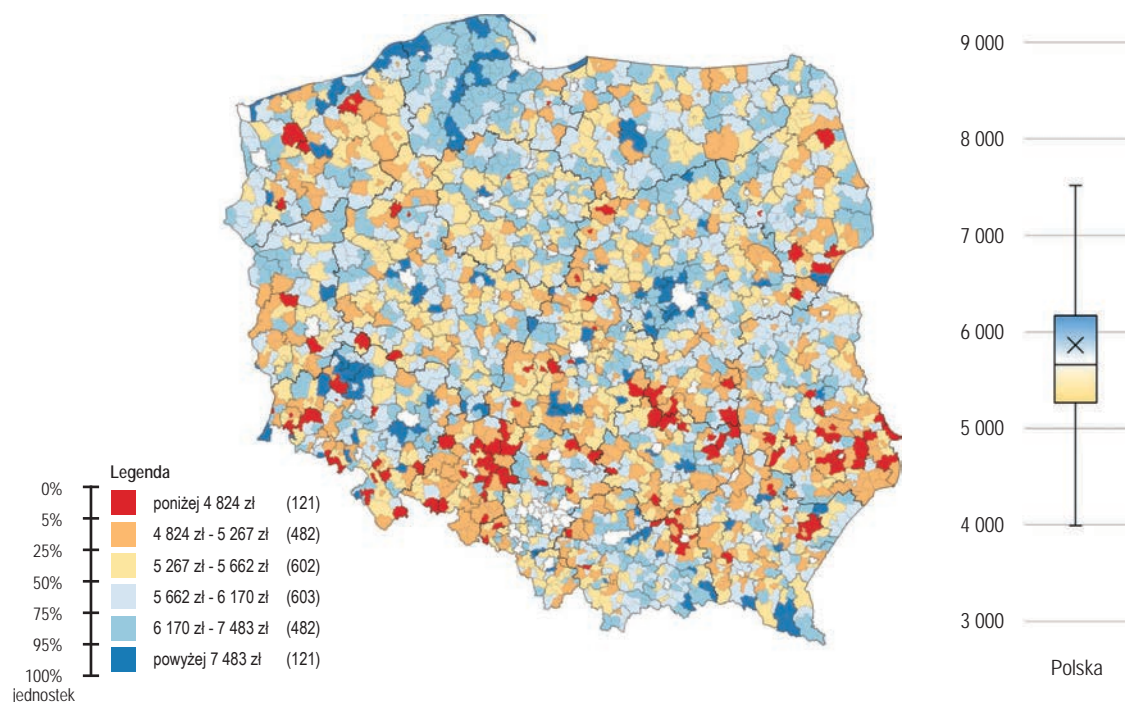 Legenda
0%
5%
25%
50%
75%
95%
100%
jednostek
poniżej 4 824 zł (121)
4 824 zł - 5 267 zł (482)
5 267 zł - 5 662 zł (602)
5 662 zł - 6 170 zł (603)
6 170 zł - 7 483 zł (482)
powyżej 7 483 zł (121)
9 000
8 000
7 000
6 000
5 000
4 000
3 000
Polska